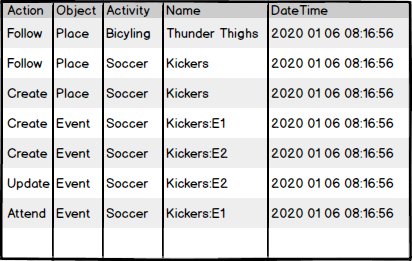 Action Object Activity Name DateTime
Follow Place Bicyling Thunder Thighs 2020 01 06 08:16:56
Follow Place Soccer Kickers 2020 01 06 08:16:56
Create Place Soccer Kickers 2020 01 06 08:16:56
Create Event Soccer Kickers:E1 2020 01 06 08:16:56
Create Event Soccer Kickers:E2 2020 01 06 08:16:56
Update Event Soccer Kickers:E2 2020 01 06 08:16:56
Attend Event Soccer Kickers:E1 2020 01 06 08:16:56